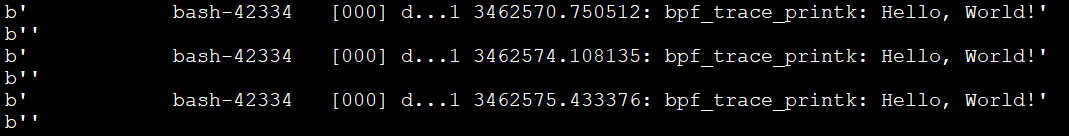 b'            bash-42334   [000] d...1 3462570.750512: bpf_trace_printk: Hello, World!'
b''
b'            bash-42334   [000] d...1 3462574.108135: bpf_trace_printk: Hello, World!'
b''
b'            bash-42334   [000] d...1 3462575.433376: bpf_trace_printk: Hello, World!'
b''